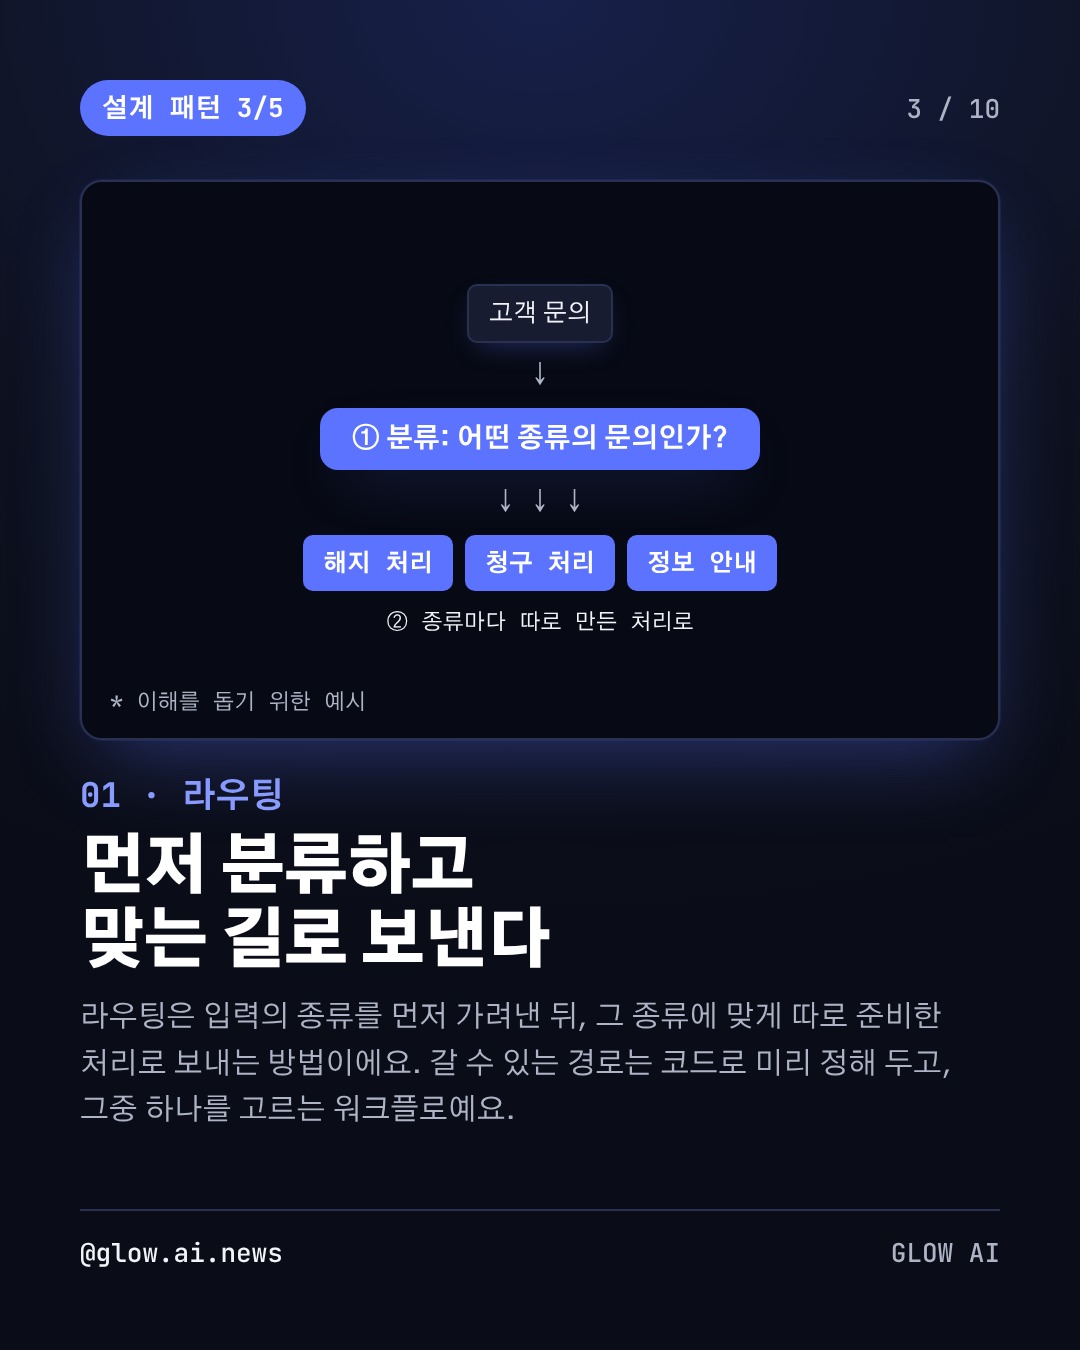 설계 패턴 3/5
3 / 10
고객 문의
↓
① 분류: 어떤 종류의 문의인가?
↓ ↓ ↓
해지 처리 청구 처리 정보 안내
② 종류마다 따로 만든 처리로
* 이해를 돕기 위한 예시
01 · 라우팅
먼저 분류하고
맞는 길로 보낸다
라우팅은 입력의 종류를 먼저 가려낸 뒤, 그 종류에 맞게 따로 준비한
처리로 보내는 방법이에요. 갈 수 있는 경로는 코드로 미리 정해 두고,
그중 하나를 고르는 워크플로예요.
@glow.ai.news
GLOW AI